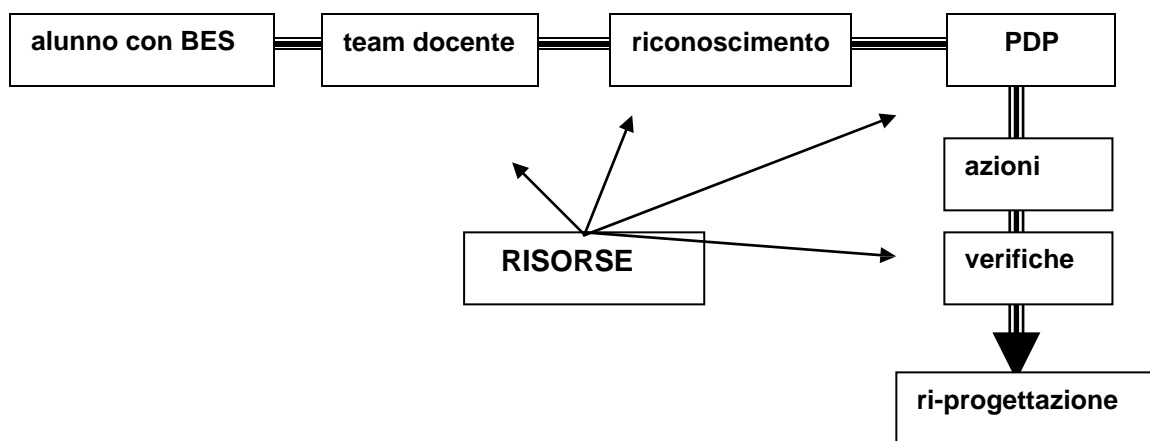 alunno con BES
team docente
riconoscimento
PDP
azioni
RISORSE
verifiche
ri-progettazione